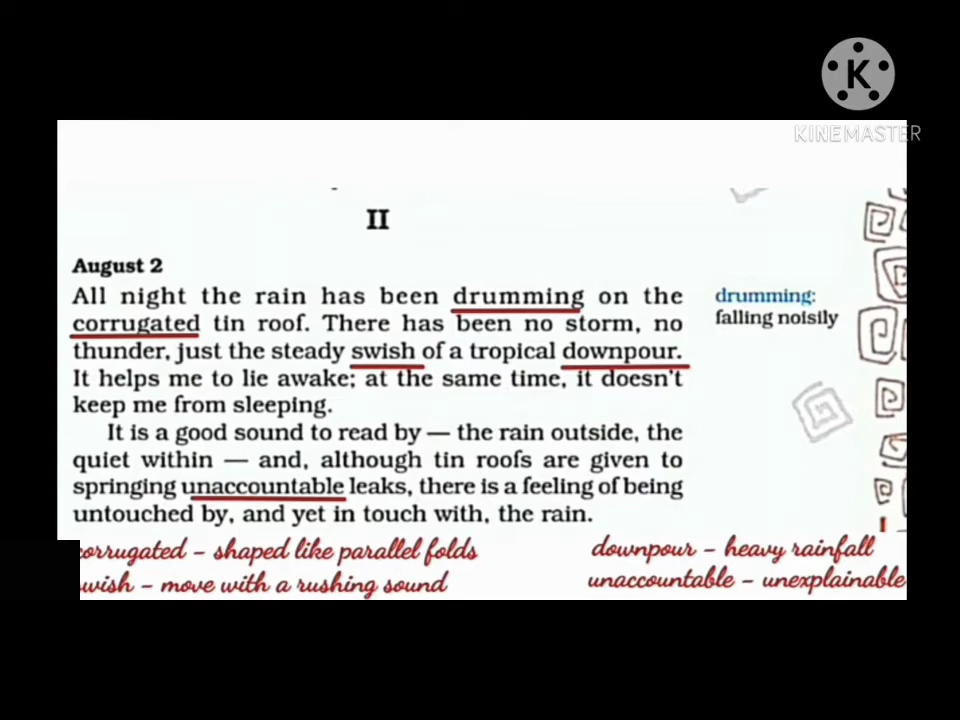 K
KINEMASTER
II
August 2
All night the rain has been drumming on the
corrugated tin roof. There has been no storm, no
thunder, just the steady swish of a tropical downpour.
It helps me to lie awake; at the same time, it doesn't
keep me from sleeping.
It is a good sound to read by — the rain outside, the
quiet within — and, although tin roofs are given to
springing unaccountable leaks, there is a feeling of being
untouched by, and yet in touch with, the rain.
drumming:
falling noisily
orrugated – shaped like parallel folds
wish – move with a rushing sound
downpour – heavy rainfall
unaccountable – unexplainable